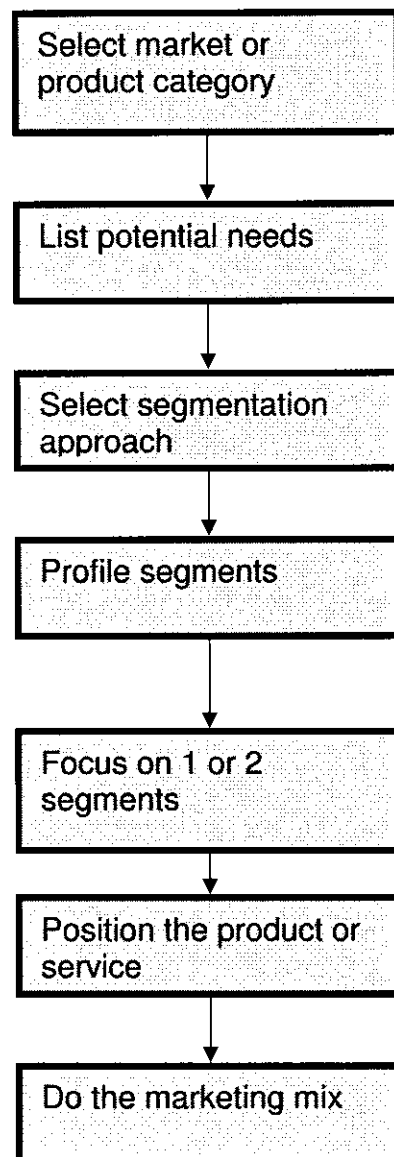 Select market or
product category
List potential needs
Select segmentation
approach
Profile segments
Focus on 1 or 2
segments
Position the product or
service
Do the marketing mix